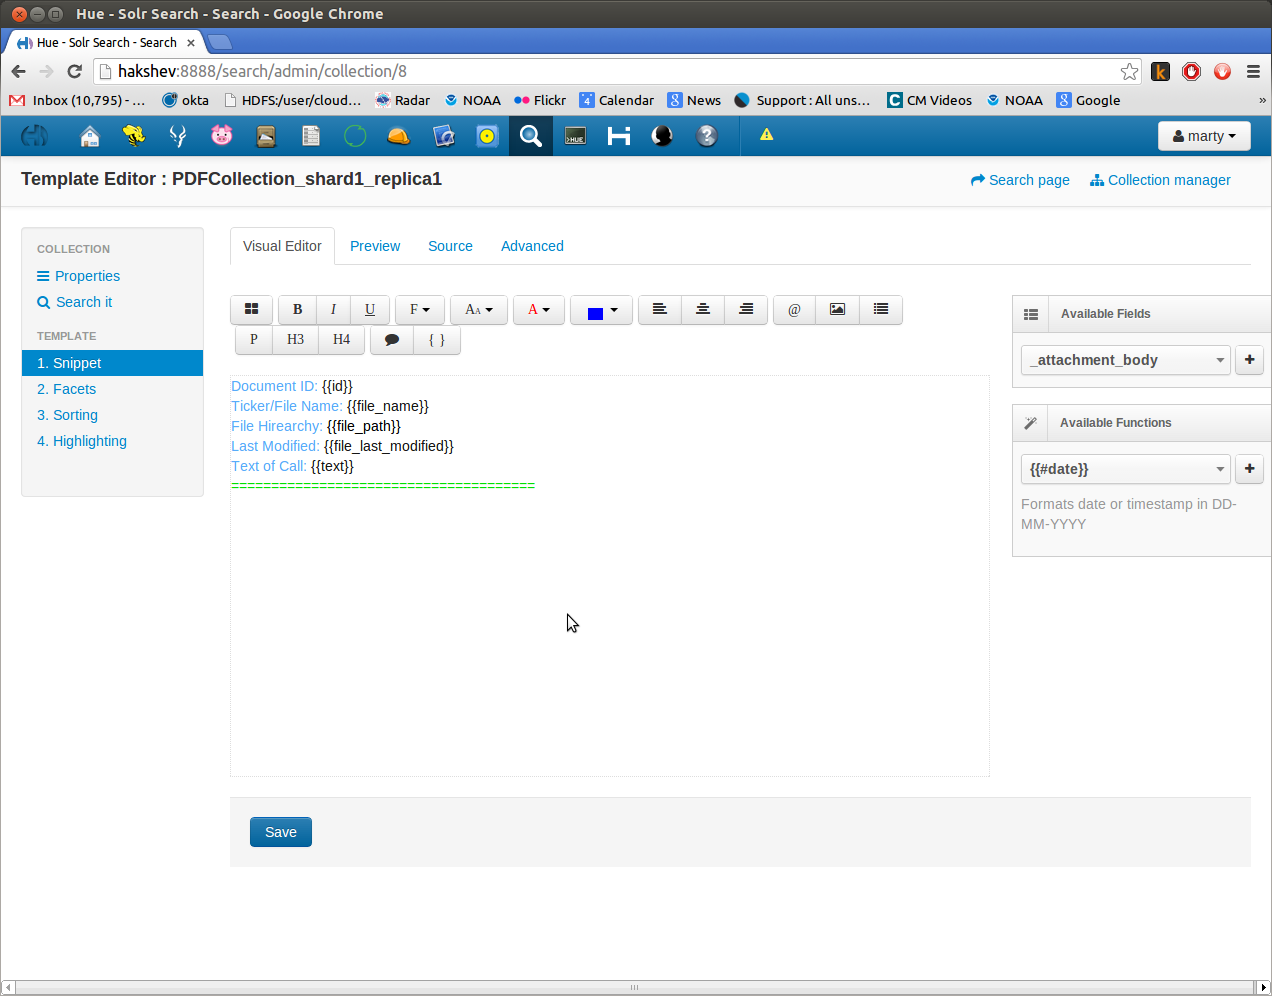 Hue - Solr Search - Search - Google Chrome
Hue - Solr Search - Search
hakshev:8888/search/admin/collection/8
Inbox (10,795) - ... okta HDFS:/user/cloud... Radar NOAA Flickr 4 Calendar 8 News Support : All uns... C CM Videos NOAA 8 Google »
HUE marty
Template Editor : PDFCollection_shard1_replica1 Search page Collection manager
COLLECTION
Properties
Search it
TEMPLATE
1. Snippet
2. Facets
3. Sorting
4. Highlighting
Visual Editor Preview Source Advanced
B I U F AA A @
P H3 H4 { }
Document ID: {{id}}
Ticker/File Name: {{file_name}}
File Hirearchy: {{file_path}}
Last Modified: {{file_last_modified}}
Text of Call: {{text}}
======================================
Available Fields
_attachment_body +
Available Functions
{{#date}} +
Formats date or timestamp in DD-
MM-YYYY
Save